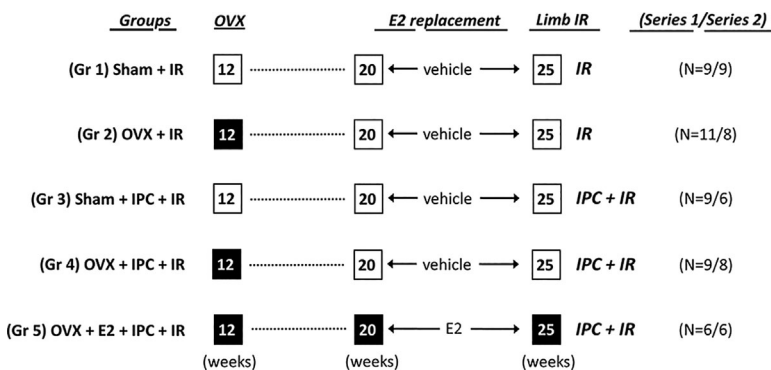 Groups OVX E2 replacement Limb IR (Series 1/Series 2)
(Gr 1) Sham + IR 12 20 vehicle 25 IR (N=9/9)
(Gr 2) OVX + IR 12 20 vehicle 25 IR (N=11/8)
(Gr 3) Sham + IPC + IR 12 20 vehicle 25 IPC + IR (N=9/6)
(Gr 4) OVX + IPC + IR 12 20 vehicle 25 IPC + IR (N=9/8)
(Gr 5) OVX + E2 + IPC + IR 12 20 E2 25 IPC + IR (N=6/6)
(weeks) (weeks) (weeks)